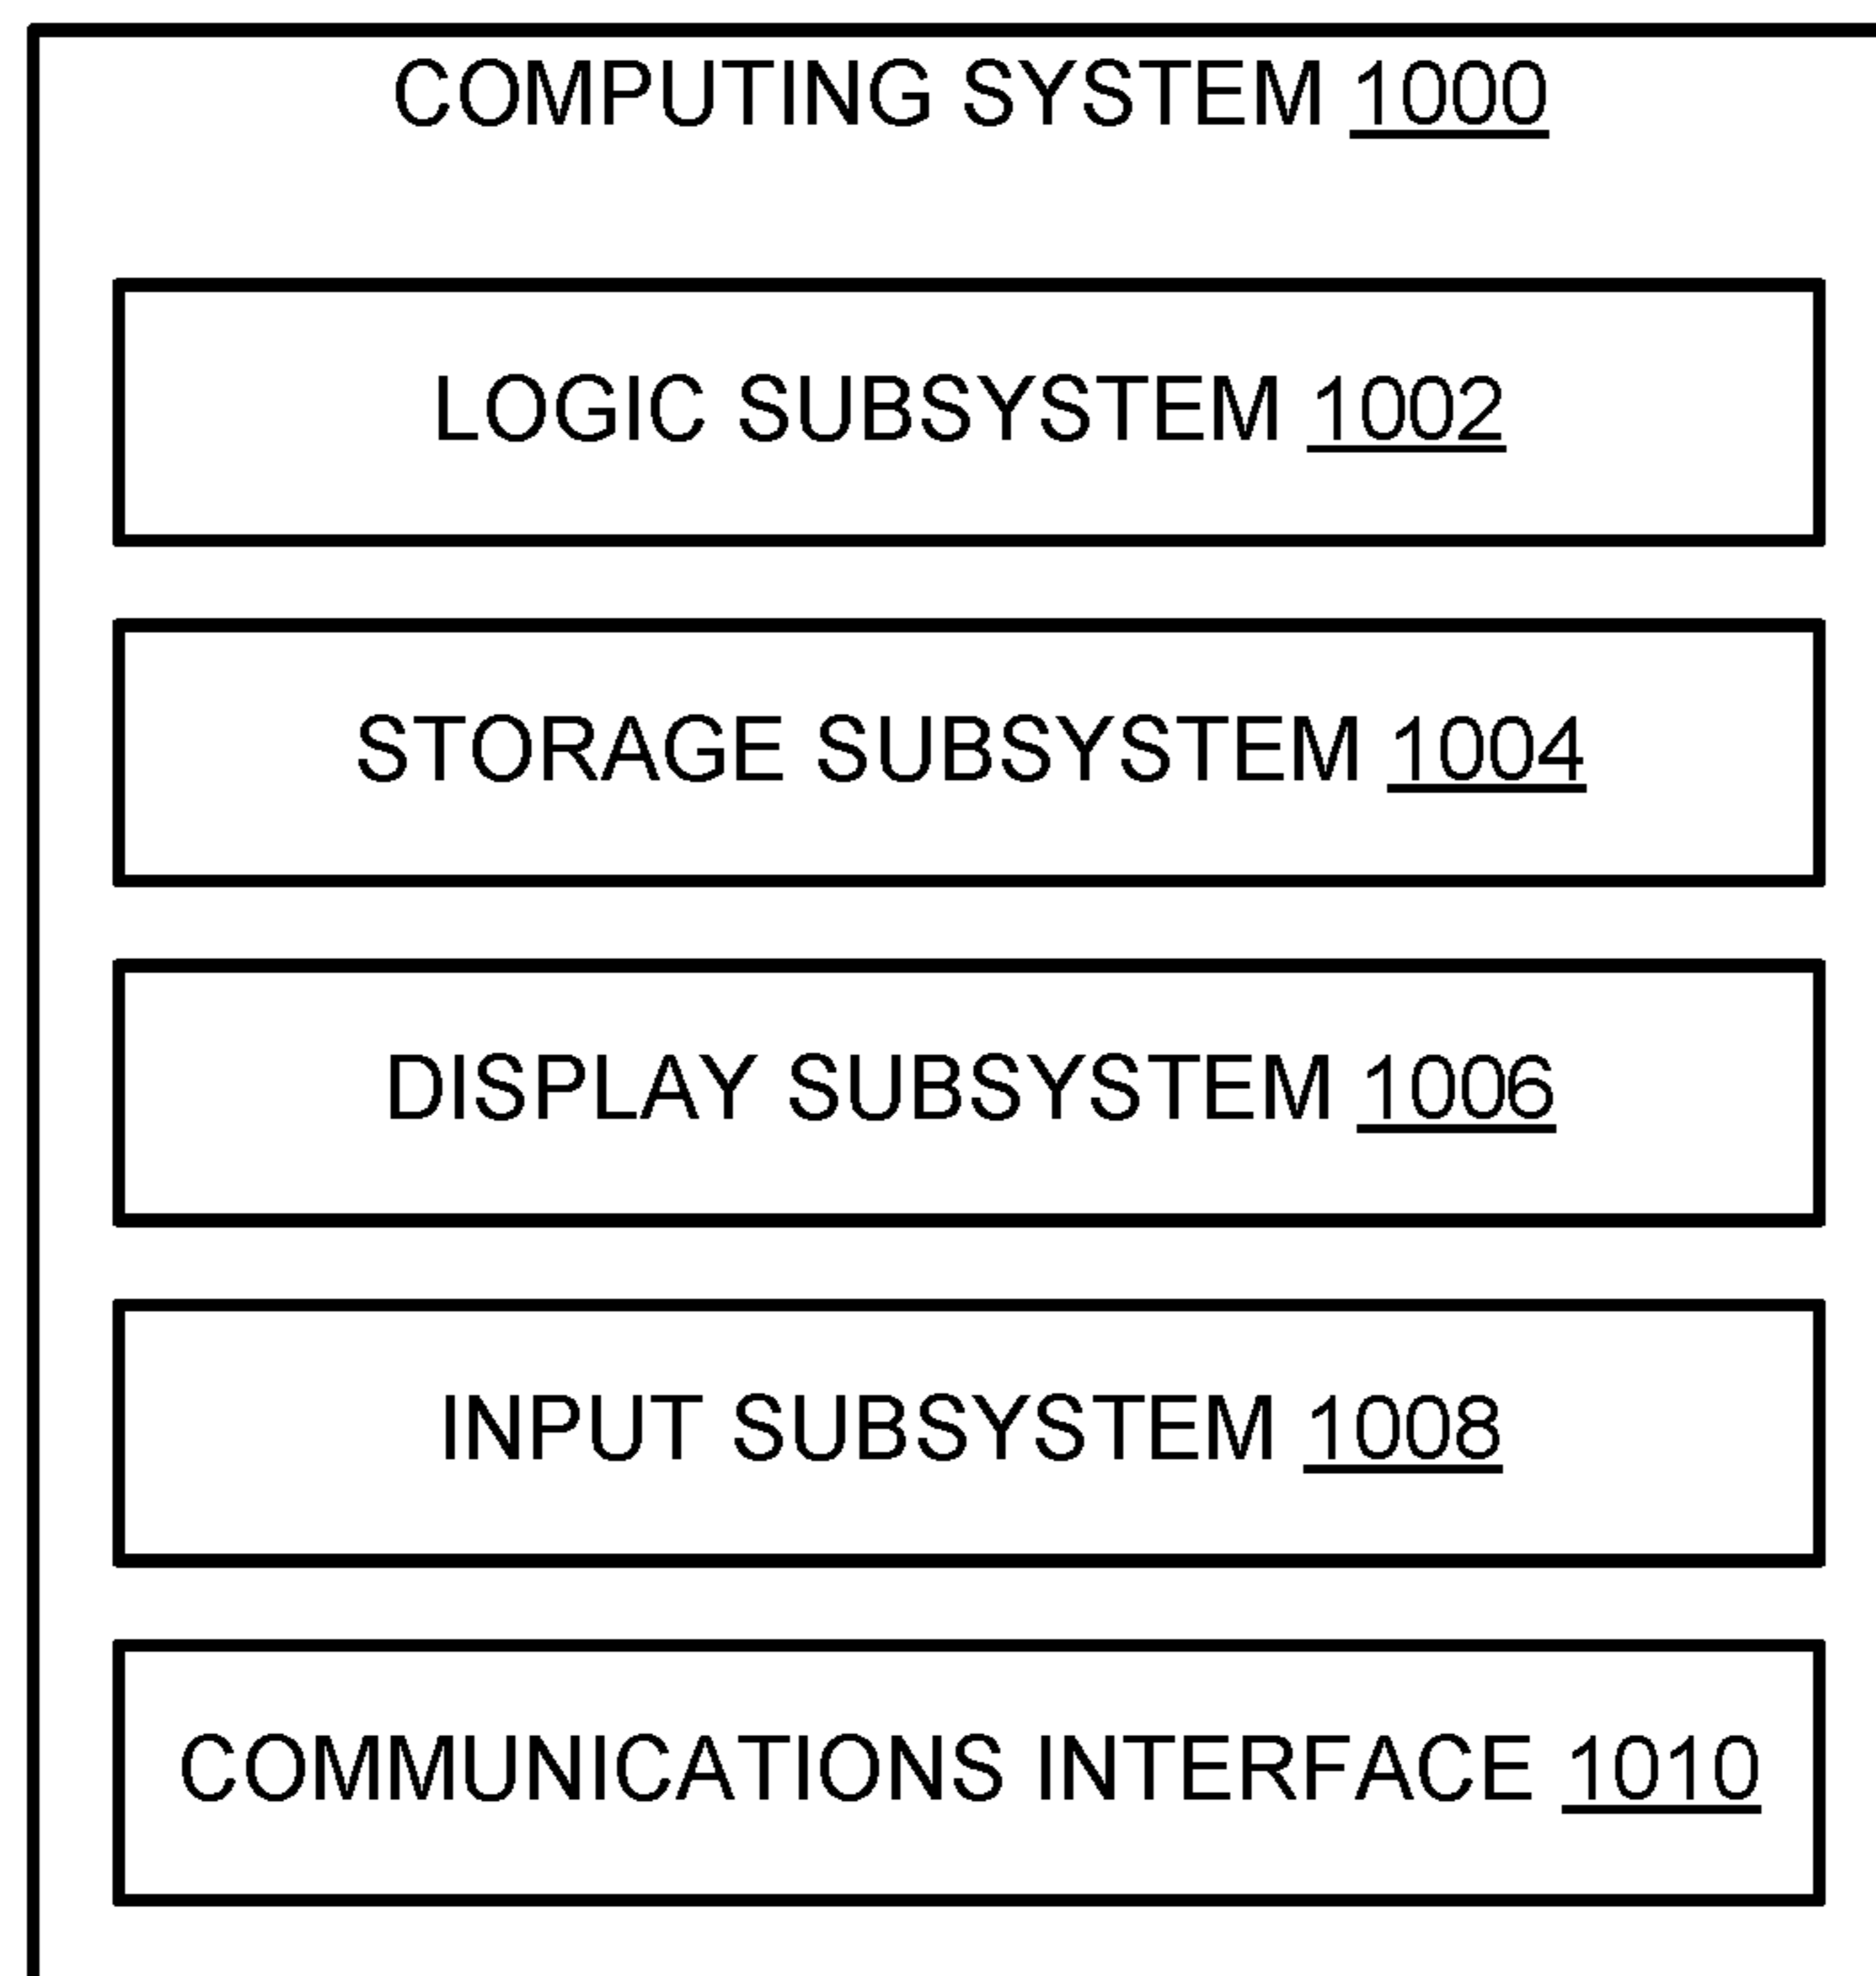 COMPUTING SYSTEM 1000
LOGIC SUBSYSTEM 1002
STORAGE SUBSYSTEM 1004
DISPLAY SUBSYSTEM 1006
INPUT SUBSYSTEM 1008
COMMUNICATIONS INTERFACE 1010